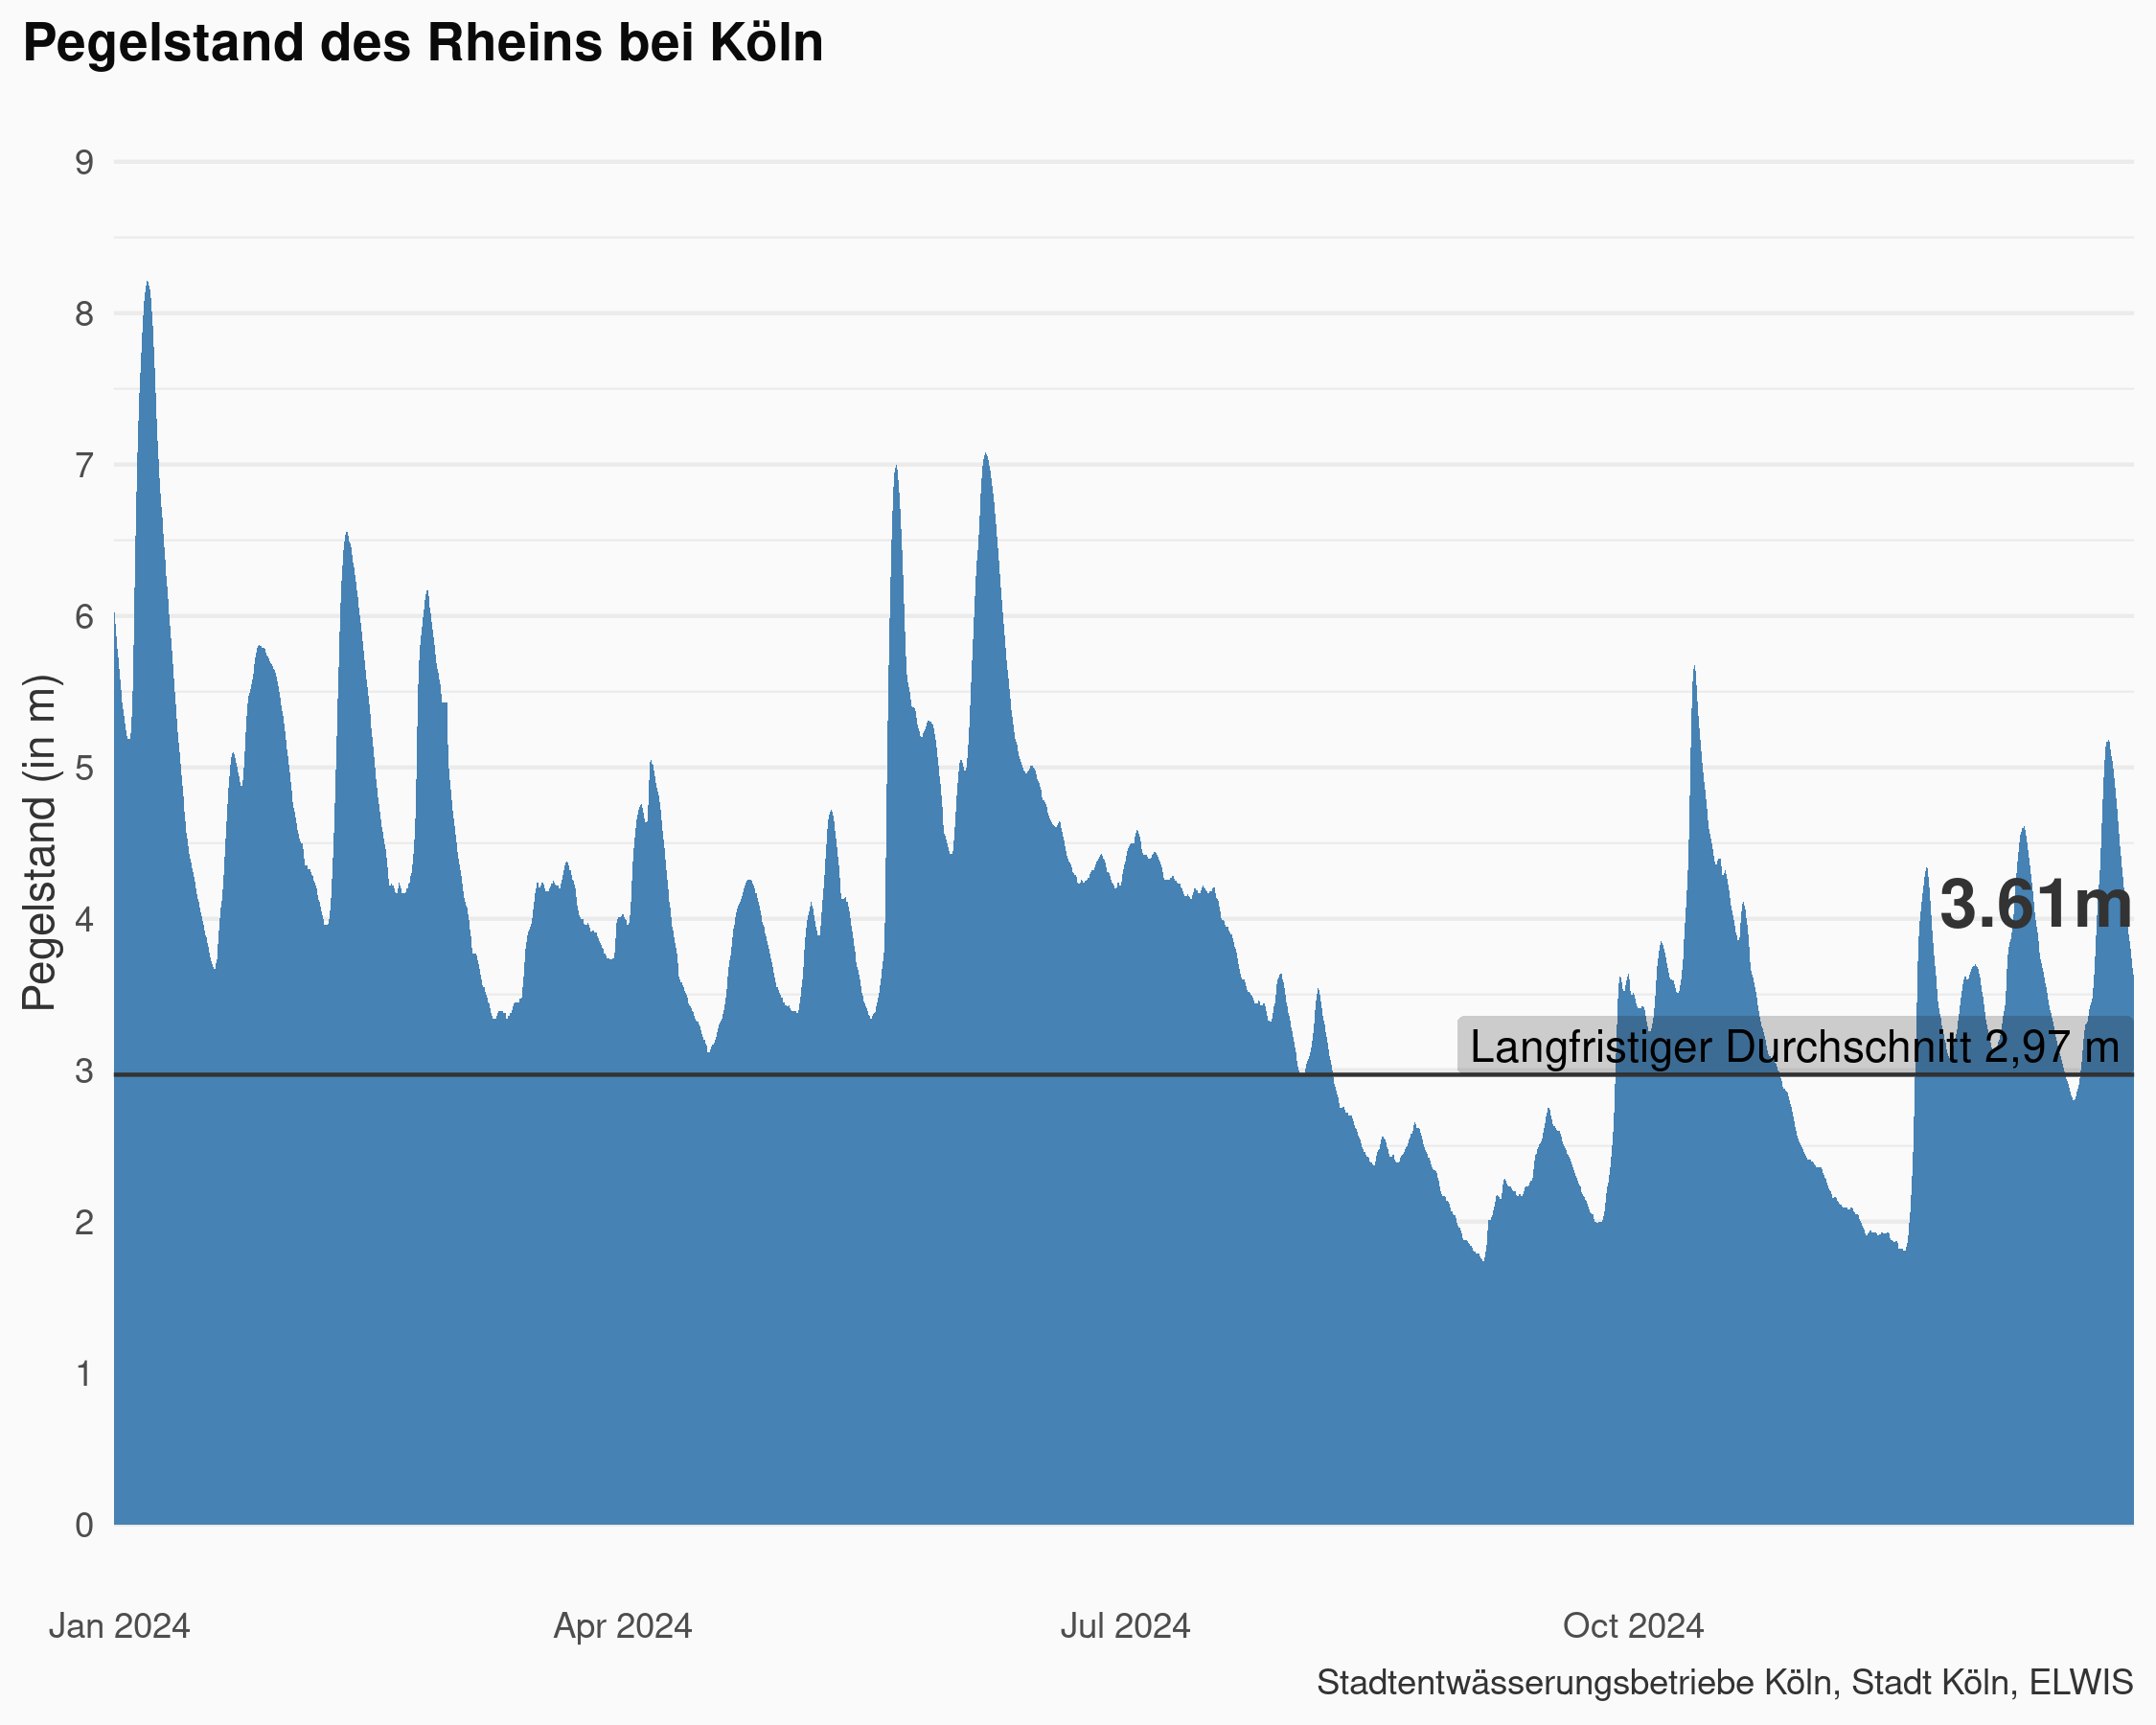 Pegelstand des Rheins bei Köln
Pegelstand (in m)
9
8
7
6
5
4
3
2
1
0
3.61m
Langfristiger Durchschnitt 2,97 m
Jan 2024
Apr 2024
Jul 2024
Oct 2024
Stadtentwässerungsbetriebe Köln, Stadt Köln, ELWIS